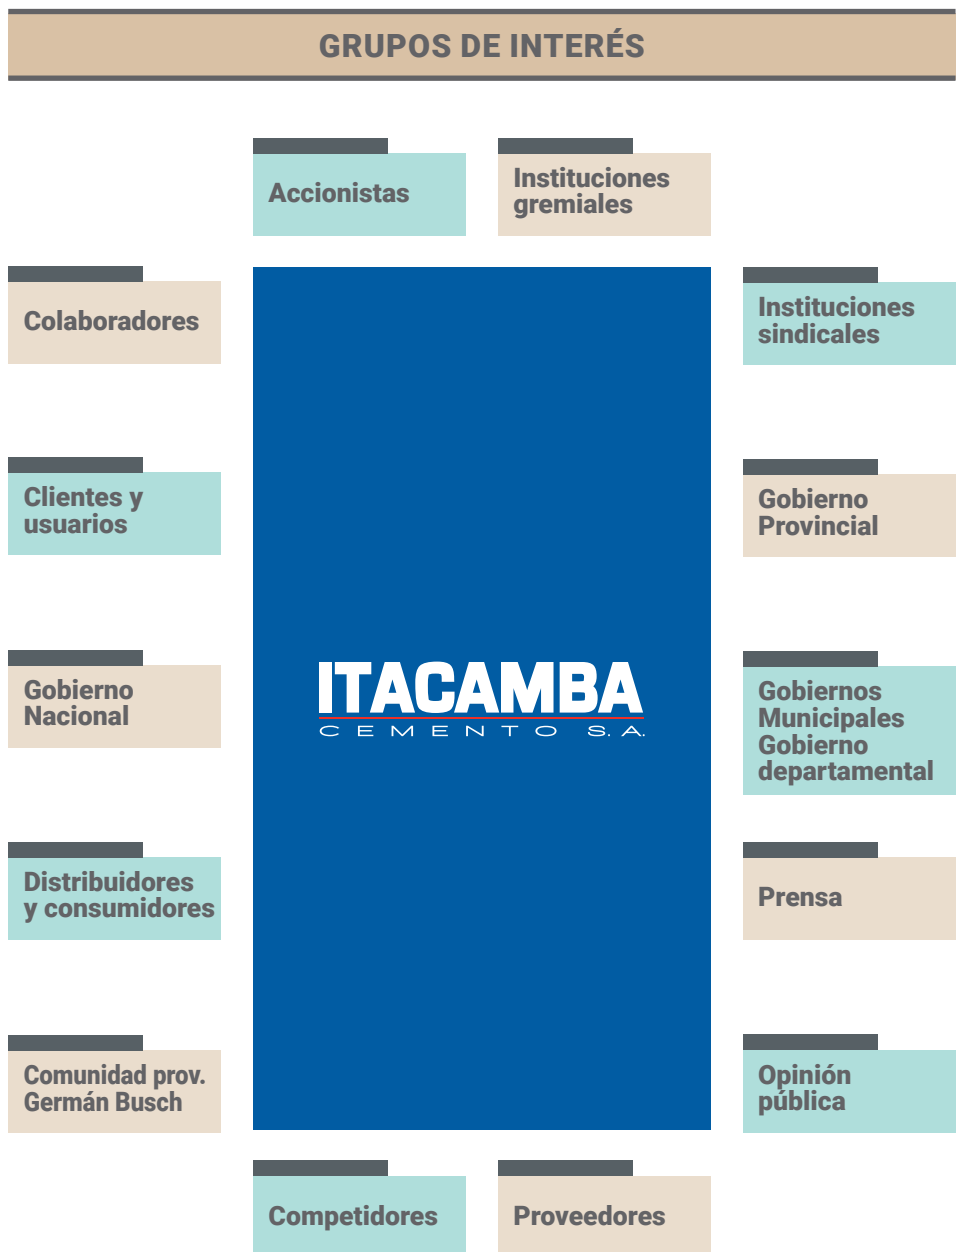 GRUPOS DE INTERÉS
Accionistas
Instituciones
gremiales
Colaboradores
Instituciones
sindicales
Clientes y
usuarios
Gobierno
Provincial
Gobierno
Nacional
ITACAMBA
CEMENTO S.A.
Gobiernos
Municipales
Gobierno
departamental
Distribuidores
y consumidores
Prensa
Comunidad prov.
Germán Busch
Opinión
pública
Competidores
Proveedores